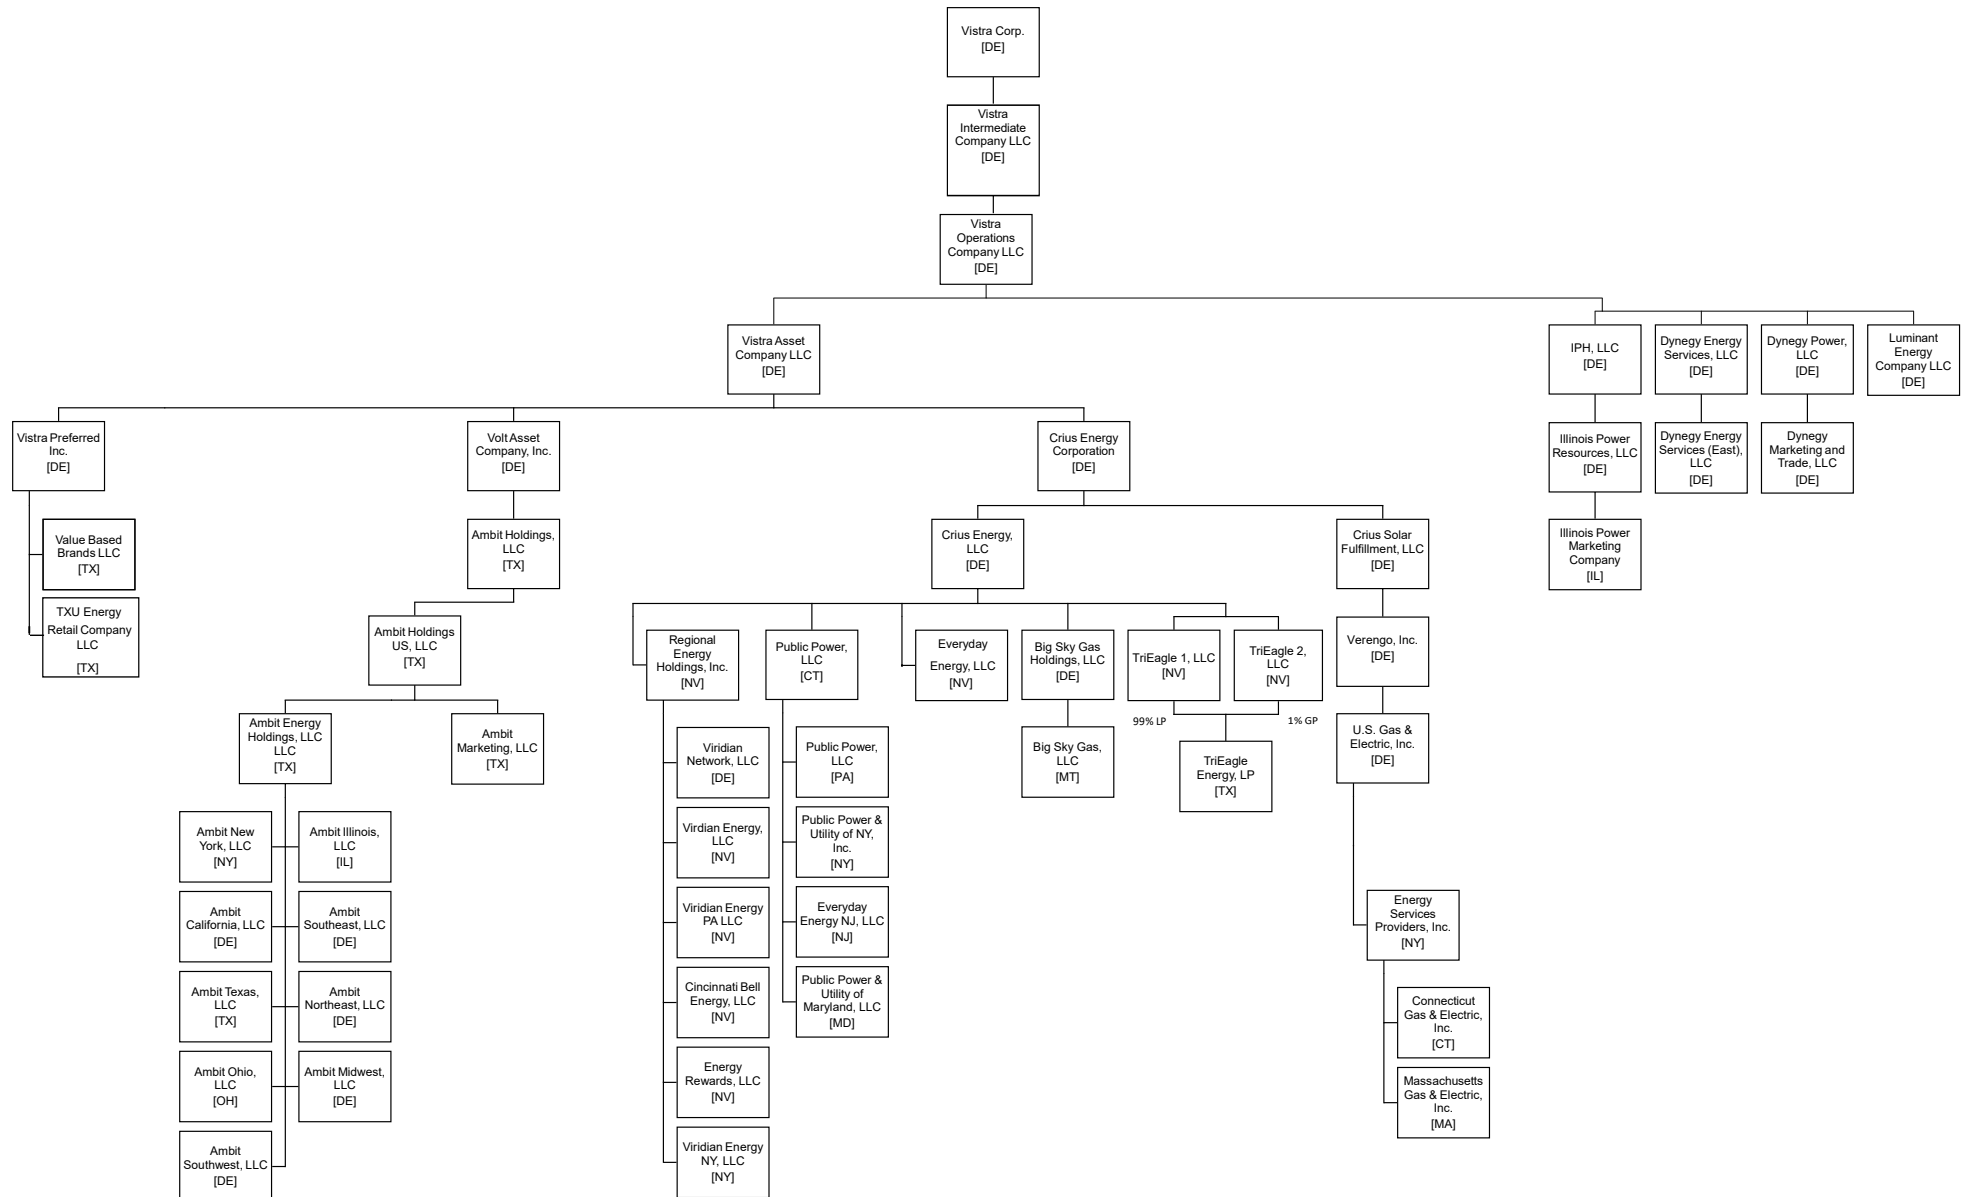 Vistra Corp.
[DE]
Vistra
Intermediate
Company LLC
[DE]
Vistra
Operations
Company LLC
[DE]
Vistra Asset
Company LLC
[DE]
IPH, LLC
[DE]
Dynegy Energy
Services, LLC
[DE]
Dynegy Power,
LLC
[DE]
Luminant
Energy
Company LLC
[DE]
Vistra Preferred
Inc.
[DE]
Volt Asset
Company, Inc.
[DE]
Crius Energy
Corporation
[DE]
Illinois Power
Resources, LLC
[DE]
Dynegy Energy
Services (East),
LLC
[DE]
Dynegy
Marketing and
Trade, LLC
[DE]
Value Based
Brands LLC
[TX]
Ambit Holdings,
LLC
[TX]
Crius Energy,
LLC
[DE]
Crius Solar
Fulfillment, LLC
[DE]
Illinois Power
Marketing
Company
[IL]
TXU Energy
Retail Company
LLC
[TX]
Ambit Holdings
US, LLC
[TX]
Regional
Energy
Holdings, Inc.
[NV]
Public Power,
LLC
[CT]
Everyday
Energy, LLC
[NV]
Big Sky Gas
Holdings, LLC
[DE]
TriEagle 1, LLC
[NV]
TriEagle 2,
LLC
[NV]
Verengo, Inc.
[DE]
99% LP
1% GP
Ambit Energy
Holdings, LLC
LLC
[TX]
Ambit
Marketing, LLC
[TX]
Viridian
Network, LLC
[DE]
Public Power,
LLC
[PA]
Big Sky Gas,
LLC
[MT]
TriEagle
Energy, LP
[TX]
U.S. Gas &
Electric, Inc.
[DE]
Ambit New
York, LLC
[NY]
Ambit Illinois,
LLC
[IL]
Virdian Energy,
LLC
[NV]
Public Power &
Utility of NY,
Inc.
[NY]
Ambit
California, LLC
[DE]
Ambit
Southeast, LLC
[DE]
Viridian Energy
PA LLC
[NV]
Everyday
Energy NJ, LLC
[NJ]
Energy
Services
Providers, Inc.
[NY]
Ambit Texas,
LLC
[TX]
Ambit
Northeast, LLC
[DE]
Cincinnati Bell
Energy, LLC
[NV]
Public Power &
Utility of
Maryland, LLC
[MD]
Connecticut
Gas & Electric,
Inc.
[CT]
Ambit Ohio,
LLC
[OH]
Ambit Midwest,
LLC
[DE]
Energy
Rewards, LLC
[NV]
Massachusetts
Gas & Electric,
Inc.
[MA]
Ambit
Southwest, LLC
[DE]
Viridian Energy
NY, LLC
[NY]